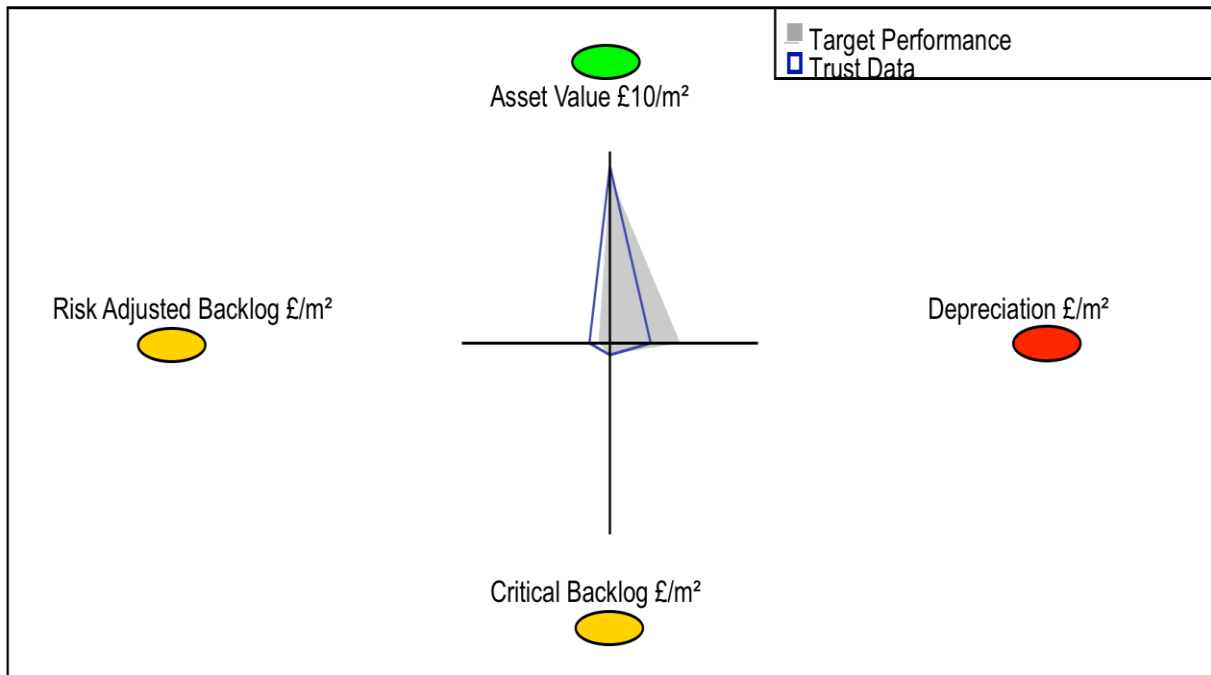 Target Performance
Trust Data
Asset Value £10/m²
Risk Adjusted Backlog £/m²
Depreciation £/m²
Critical Backlog £/m²